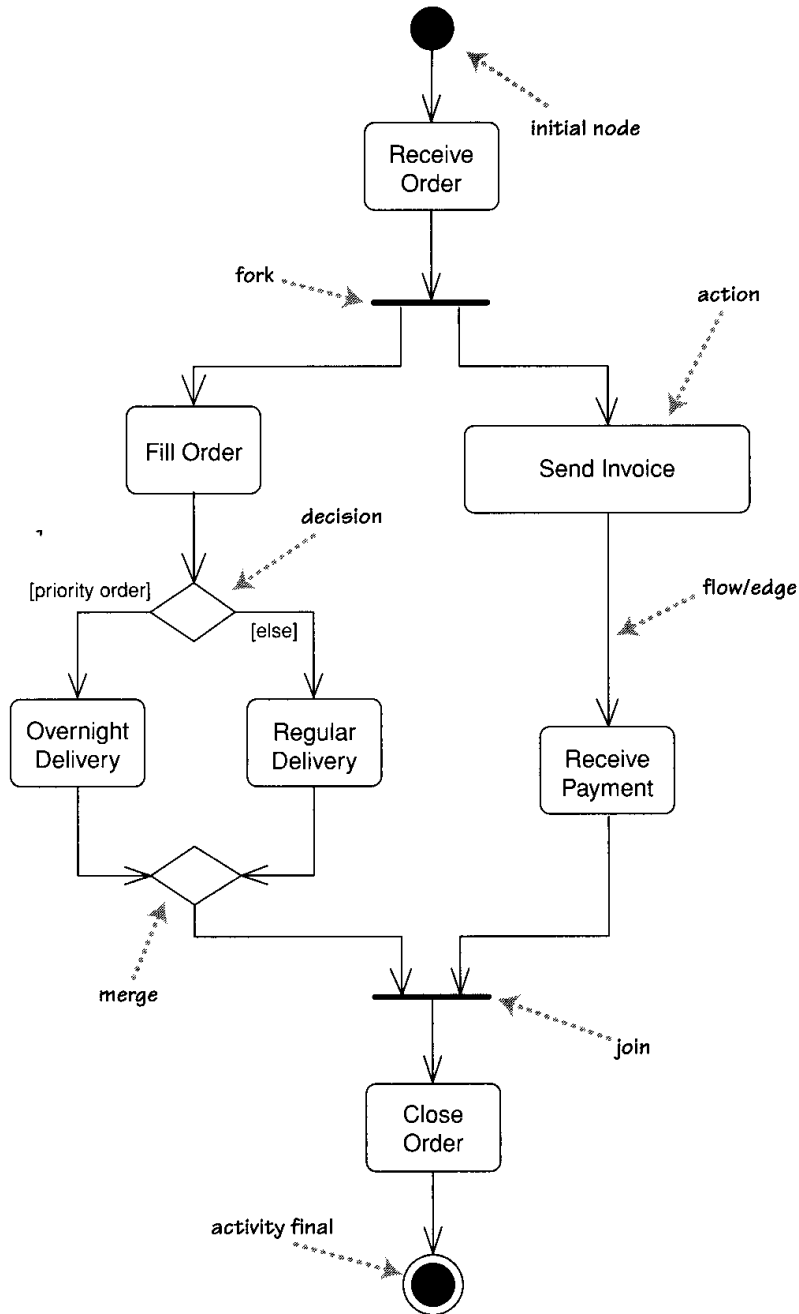 initial node
Receive
Order
fork
action
Fill Order
Send Invoice
decision
[priority order]
[else]
flow/edge
Overnight
Delivery
Regular
Delivery
Receive
Payment
merge
join
Close
Order
activity final